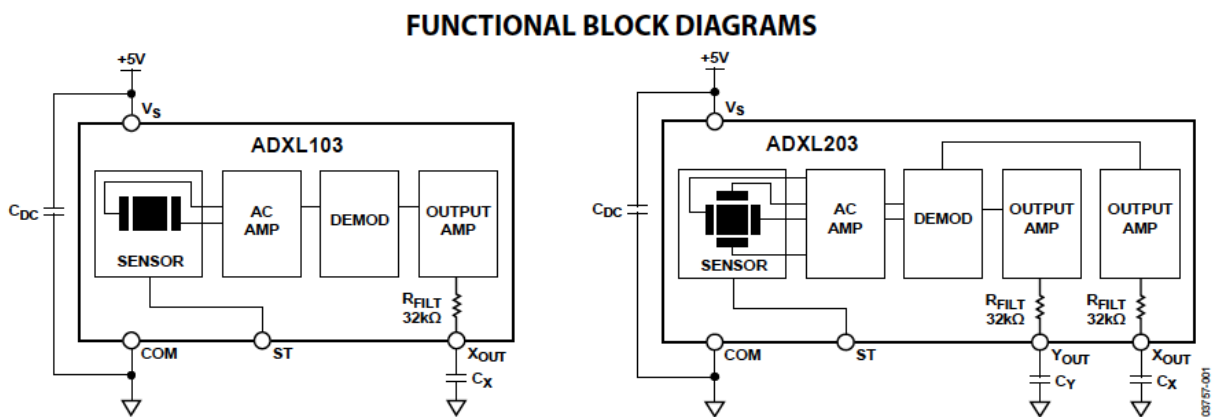 FUNCTIONAL BLOCK DIAGRAMS
+5V
VS
ADXL103
CDC
SENSOR
AC
AMP
DEMOD
OUTPUT
AMP
RFILT
32kΩ
COM
ST
XOUT
CX
+5V
VS
ADXL203
CDC
SENSOR
AC
AMP
DEMOD
OUTPUT
AMP
OUTPUT
AMP
RFILT
32kΩ
RFILT
32kΩ
COM
ST
YOUT
XOUT
CY
CX
03757-001